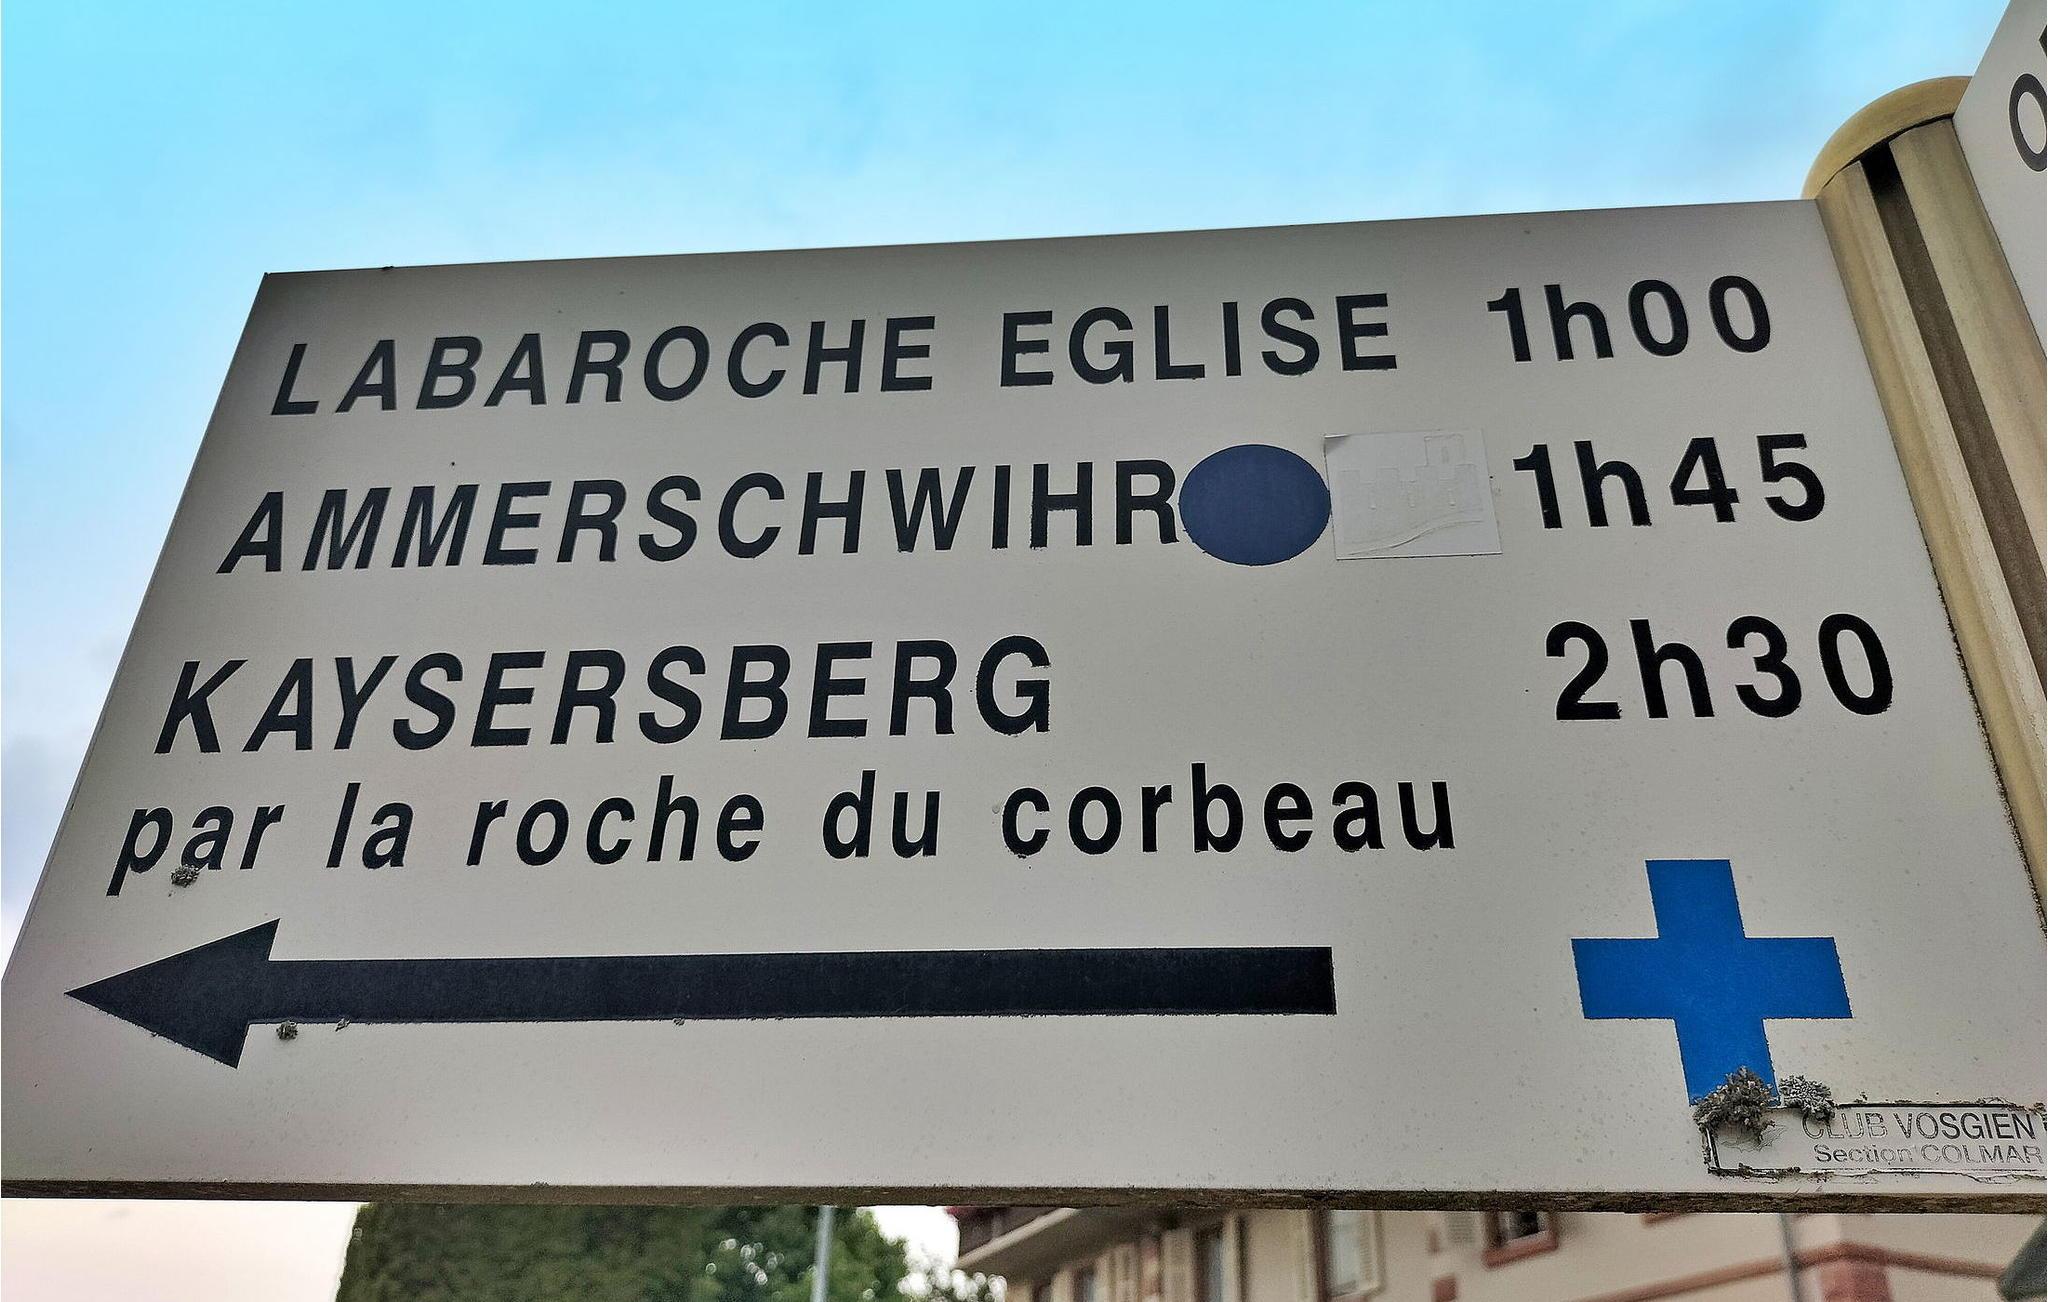 LABAROCHE EGLISE 1h00
AMMERSCHWIHR 1h45
KAYSERSBERG 2h30
par la roche du corbeau
CLUB VOSGIEN
Section COLMAR